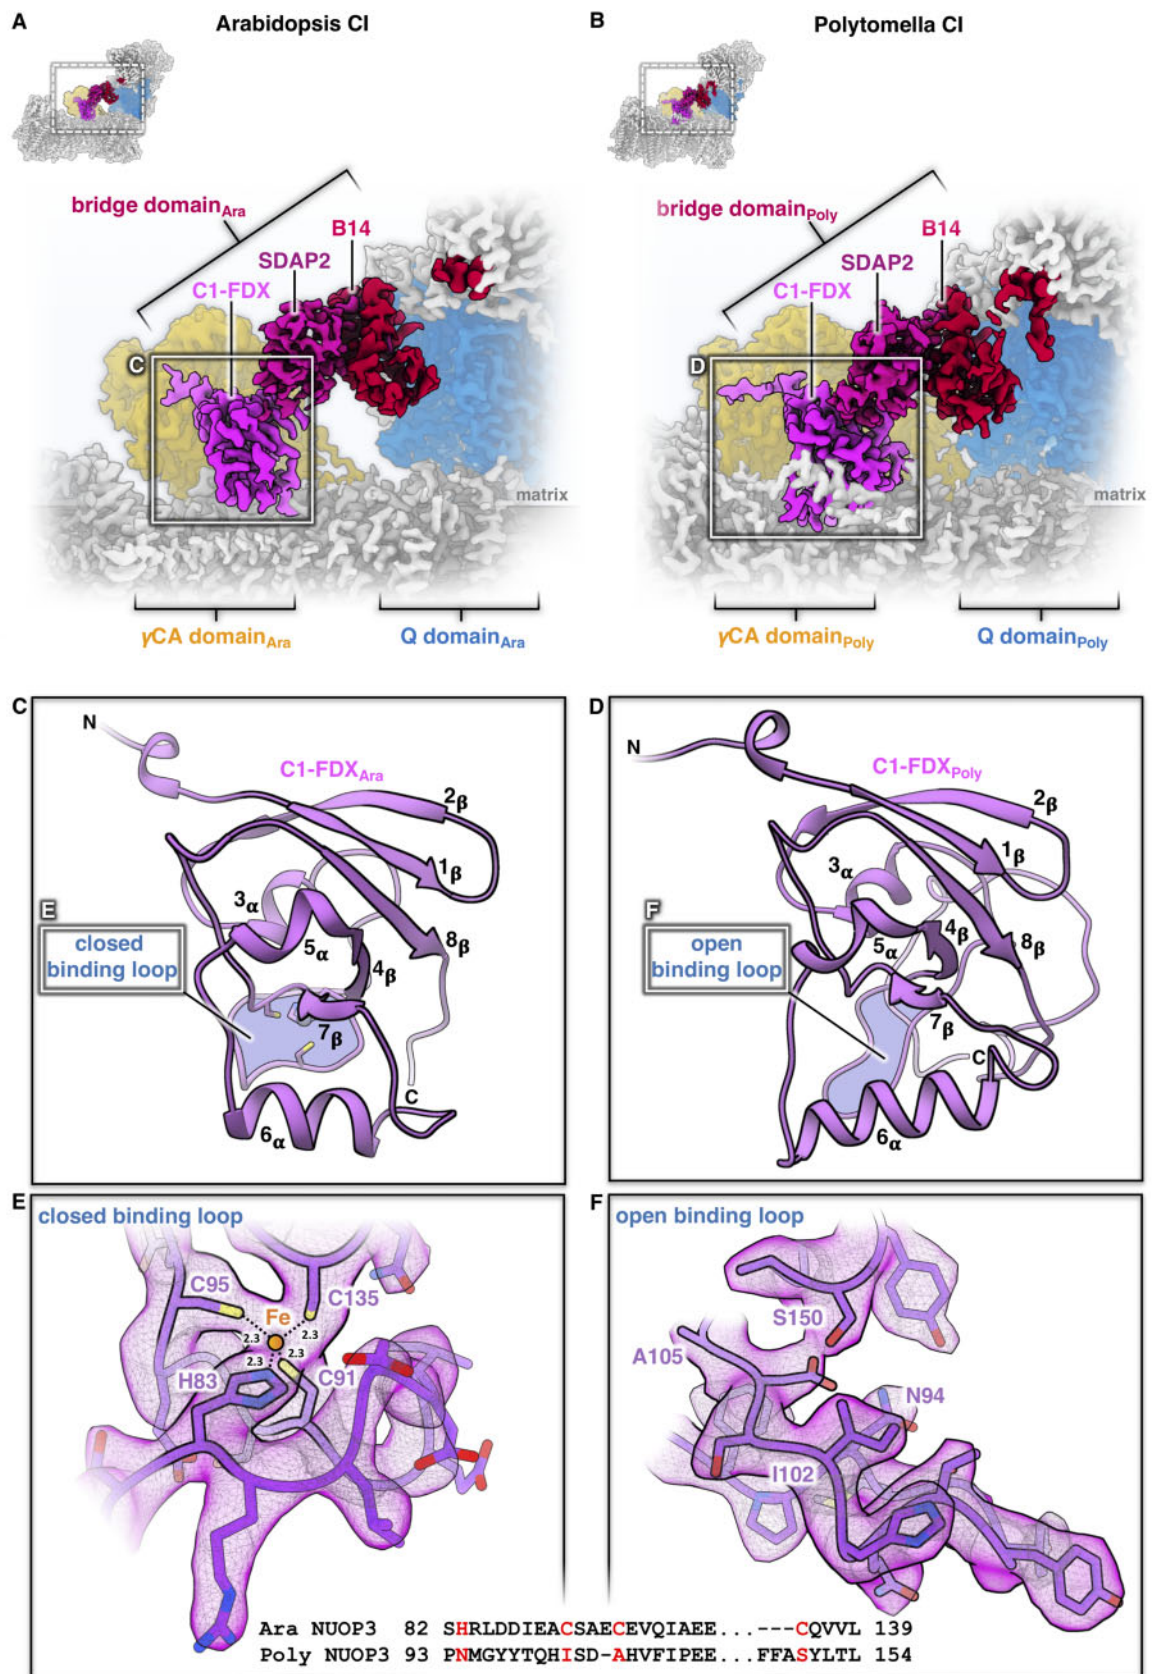 A
Arabidopsis CI
B
Polytomella CI
bridge domainAra
B14
SDAP2
C1-FDX
C
matrix
γCA domainAra
Q domainAra
bridge domainPoly
B14
SDAP2
C1-FDX
D
matrix
γCA domainPoly
Q domainPoly
C
N
C1-FDXAra
2β
1β
3α
E
closed
binding loop
5α
8β
4β
7β
C
6α
D
N
C1-FDXPoly
2β
1β
3α
F
open
binding loop
4β
5α
8β
7β
C
6α
E
closed binding loop
C95
Fe
C135
2.3
2.3
2.3
2.3
H83
C91
F
open binding loop
S150
A105
N94
I102
Ara NUOP3 82 SHRLDDIEACSAECEVQIAEE...---CQVVL 139
Poly NUOP3 93 PNMGYYTQHISD-AHVFIPEE...FFASYLTL 154